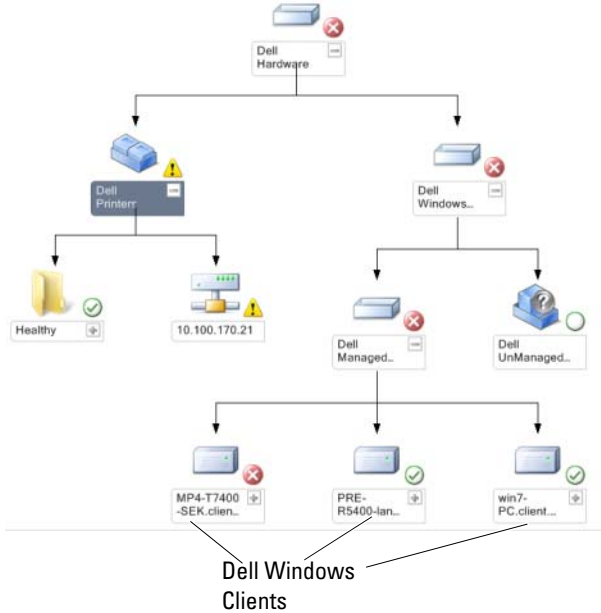 Dell
Hardware
Dell
Printers
Dell
Windows...
Healthy
10.100.170.21
Dell
Managed...
Dell
UnManaged...
MP4-T7400
-SEK.clien...
PRE-
R5400-lan...
win7-
PC.client...
Dell Windows
Clients